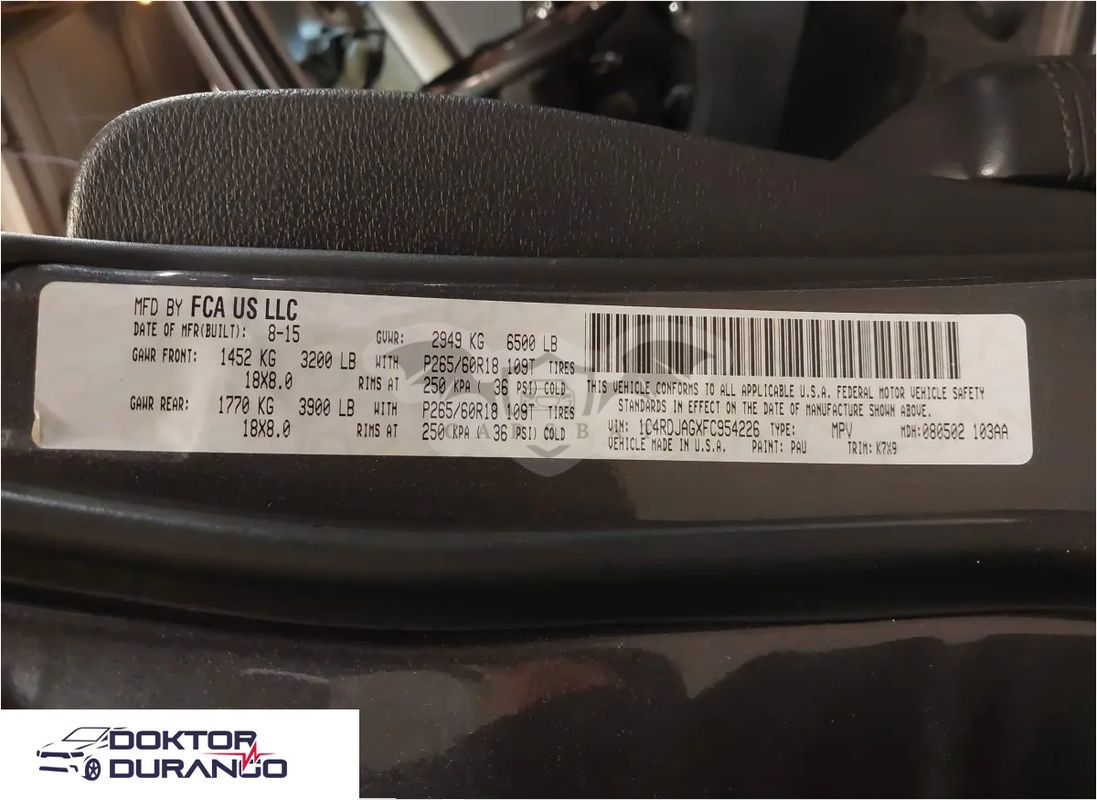 MFD BY FCA US LLC
DATE OF MFR(BUILT): 8-15 GVWR: 2949 KG 6500 LB
GAWR FRONT: 1452 KG 3200 LB WITH P265/60R18 109T TIRES
18X8.0 RIMS AT 250 KPA ( 36 PSI) COLD
GAWR REAR: 1770 KG 3900 LB WITH P265/60R18 109T TIRES
18X8.0 RIMS AT 250 KPA ( 36 PSI) COLD
THIS VEHICLE CONFORMS TO ALL APPLICABLE U.S.A. FEDERAL MOTOR VEHICLE SAFETY
STANDARDS IN EFFECT ON THE DATE OF MANUFACTURE SHOWN ABOVE.
VIN: 1C4RDJAGXFC954226 TYPE: MPV MDH: 080502 103AA
VEHICLE MADE IN U.S.A. PAINT: PAU TRIM: K7X9
DOKTOR
DURANGO